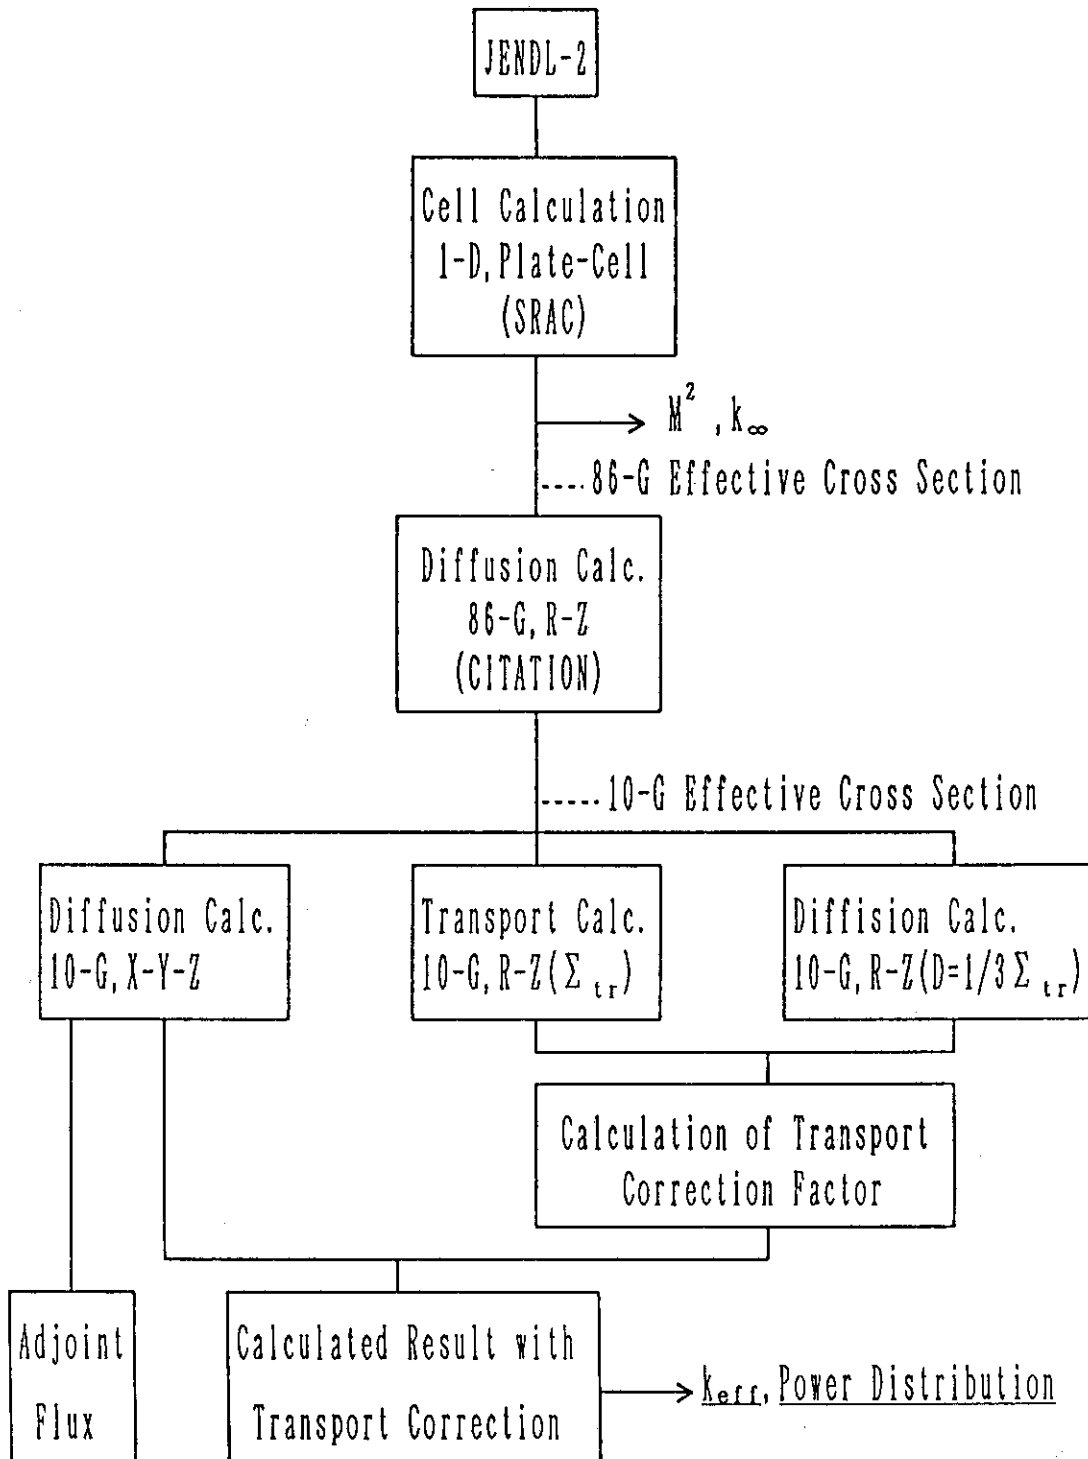 JENDL-2
Cell Calculation
1-D, Plate-Cell
(SRAC)
M², k∞
86-G Effective Cross Section
Diffusion Calc.
86-G, R-Z
(CITATION)
10-G Effective Cross Section
Diffusion Calc.
10-G, X-Y-Z
Transport Calc.
10-G, R-Z(Σtr)
Diffision Calc.
10-G, R-Z(D=1/3Σtr)
Calculation of Transport
Correction Factor
Adjoint
Flux
Calculated Result with
Transport Correction
keff, Power Distribution